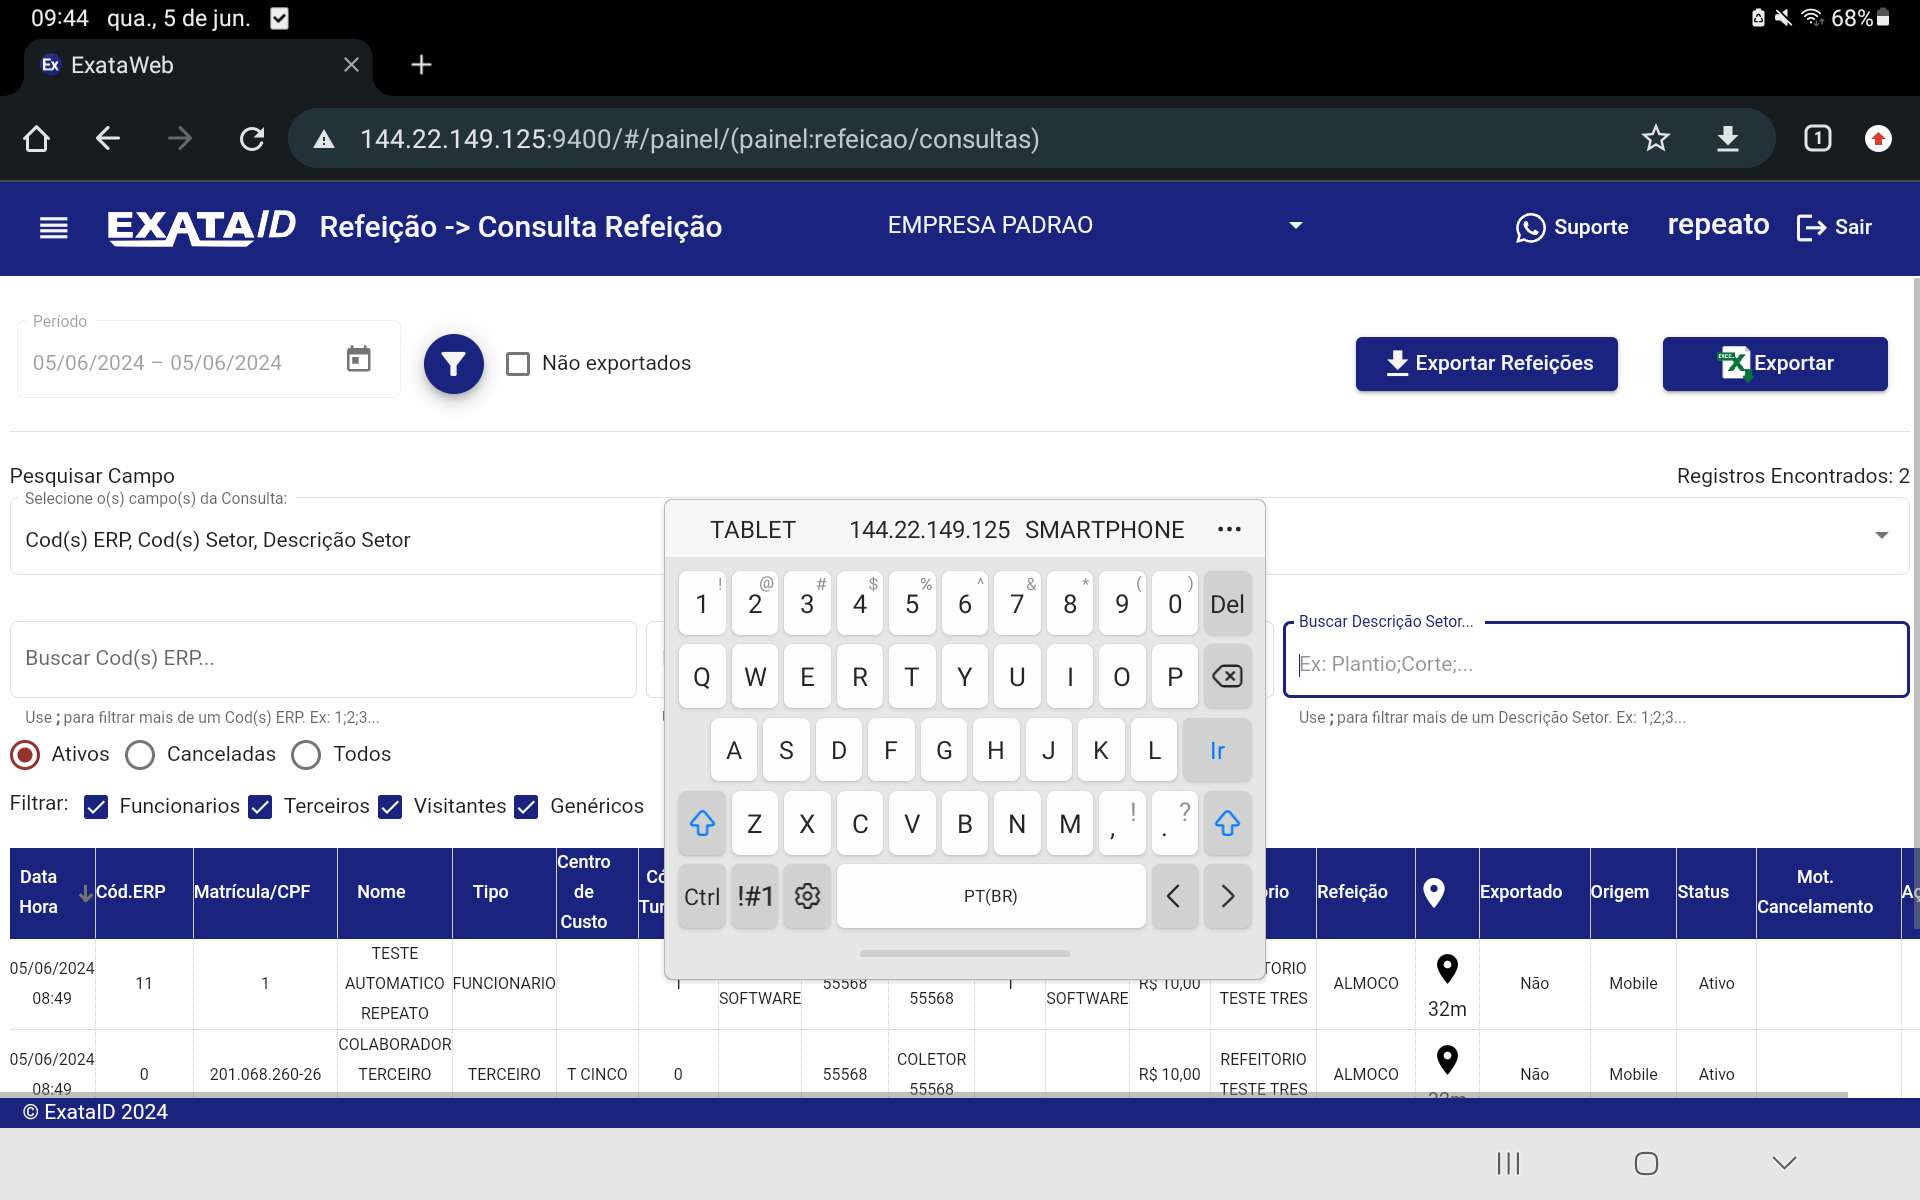 09:44 qua., 5 de jun. 68%
ExataWeb
144.22.149.125:9400/#/painel/(painel:refeicao/consultas) 1
EXATAID Refeição -> Consulta Refeição EMPRESA PADRAO Suporte repeato Sair
Período
05/06/2024 – 05/06/2024 Não exportados Exportar Refeições Exportar
Pesquisar Campo Registros Encontrados: 2
Selecione o(s) campo(s) da Consulta:
Cod(s) ERP, Cod(s) Setor, Descrição Setor
TABLET 144.22.149.125 SMARTPHONE ...
! @ # $ % ^ & * ( )
1 2 3 4 5 6 7 8 9 0 Del
Q W E R T Y U I O P
A S D F G H J K L Ir
Z X C V B N M , ! . ?
Ctrl !#1 PT(BR) < >
Buscar Cod(s) ERP...
Use ; para filtrar mais de um Cod(s) ERP. Ex: 1;2;3...
Buscar Descrição Setor...
Ex: Plantio;Corte;...
Use ; para filtrar mais de um Descrição Setor. Ex: 1;2;3...
Ativos Canceladas Todos
Filtrar: Funcionarios Terceiros Visitantes Genéricos
Data Hora Cód.ERP Matrícula/CPF Nome Tipo Centro de Custo Refeição Exportado Origem Status Mot. Cancelamento
05/06/2024 08:49 11 1 TESTE AUTOMATICO REPEATO FUNCIONARIO 1 SOFTWARE 55568 55568 1 SOFTWARE R$ 10,00 TESTE TRES ALMOCO 32m Não Mobile Ativo
05/06/2024 08:49 0 201.068.260-26 COLABORADOR TERCEIRO TERCEIRO T CINCO 0 55568 COLETOR 55568 R$ 10,00 REFEITORIO TESTE TRES ALMOCO Não Mobile Ativo
© ExataID 2024